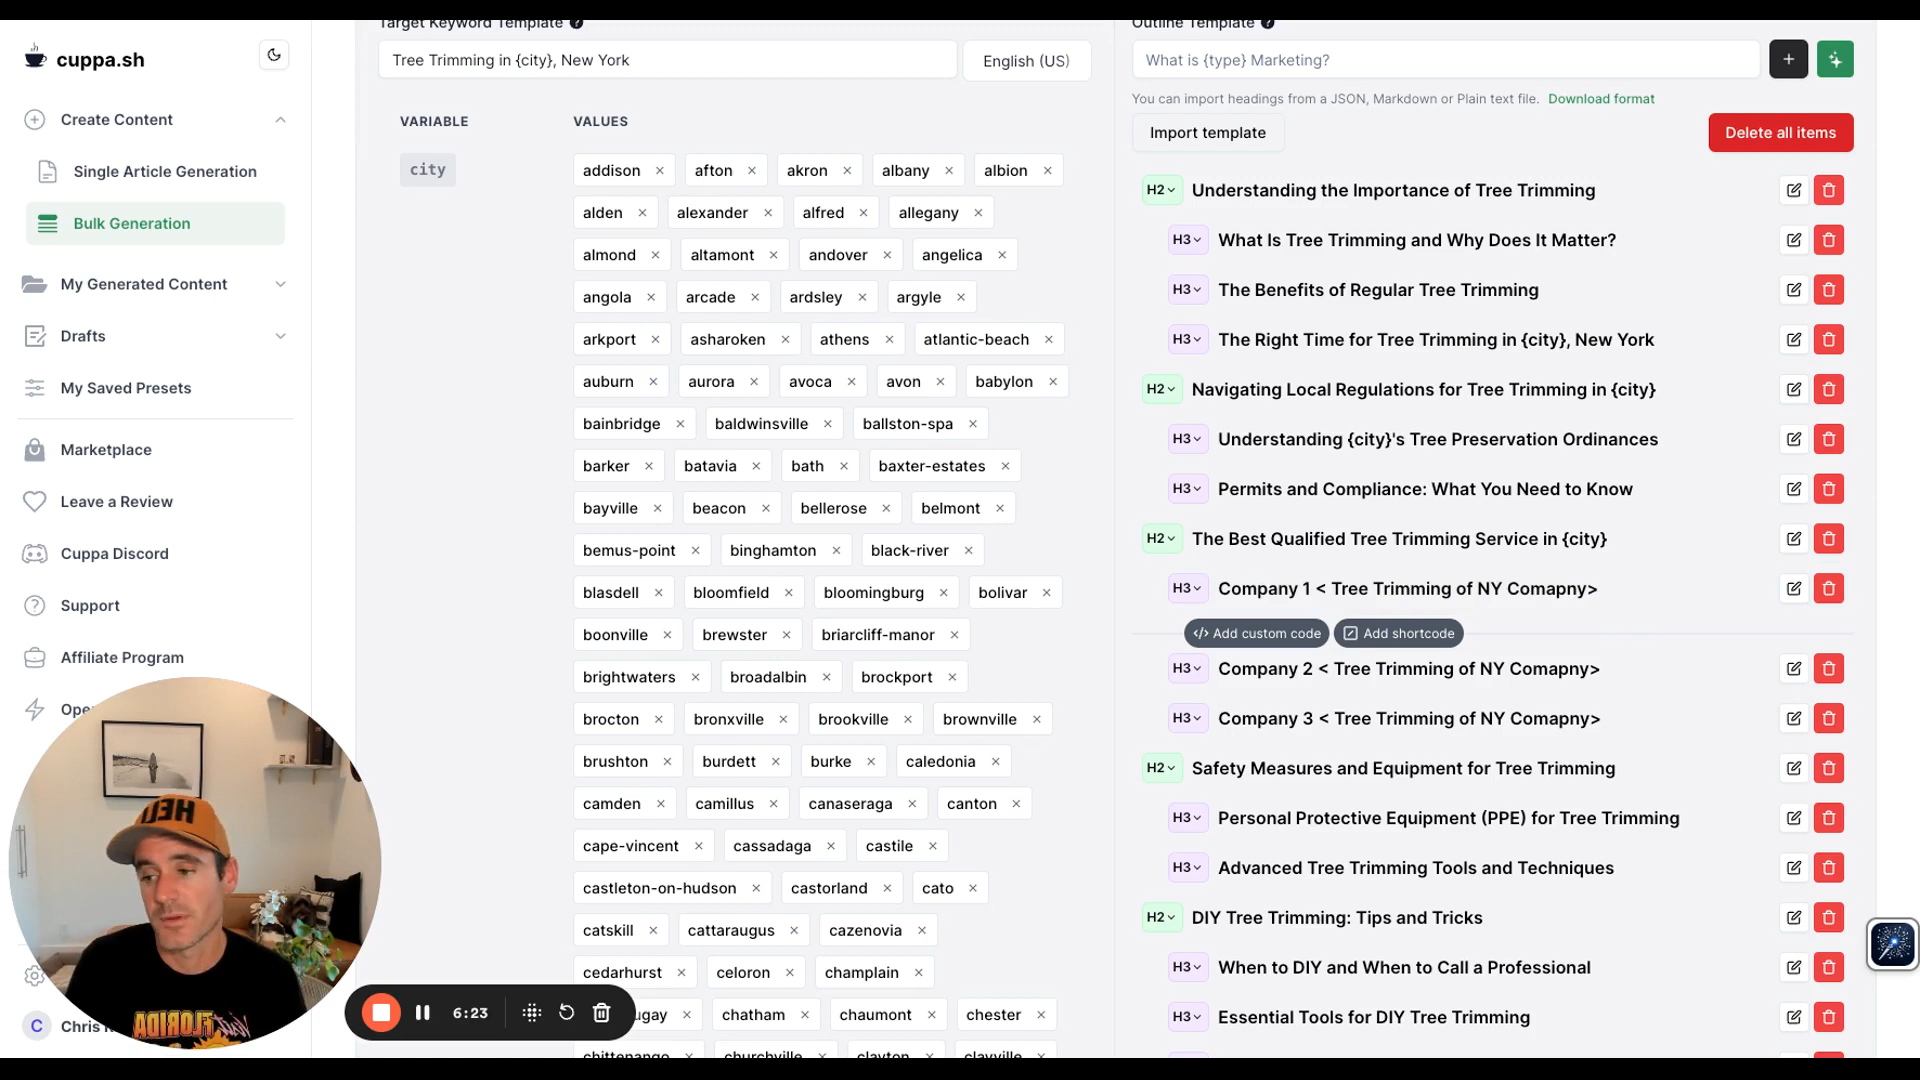 cuppa.sh
Create Content
Single Article Generation
Bulk Generation
My Generated Content
Drafts
My Saved Presets
Marketplace
Leave a Review
Cuppa Discord
Support
Affiliate Program
Ope
C Chris
Target Keyword Template
Tree Trimming in {city}, New York
English (US)
VARIABLE VALUES
city
addison × afton × akron × albany × albion ×
alden × alexander × alfred × allegany ×
almond × altamont × andover × angelica ×
angola × arcade × ardsley × argyle ×
arkport × asharoken × athens × atlantic-beach ×
auburn × aurora × avoca × avon × babylon ×
bainbridge × baldwinsville × ballston-spa ×
barker × batavia × bath × baxter-estates ×
bayville × beacon × bellerose × belmont ×
bemus-point × binghamton × black-river ×
blasdell × bloomfield × bloomingburg × bolivar ×
boonville × brewster × briarcliff-manor ×
brightwaters × broadalbin × brockport ×
brocton × bronxville × brookville × brownville ×
brushton × burdett × burke × caledonia ×
camden × camillus × canaseraga × canton ×
cape-vincent × cassadaga × castile ×
castleton-on-hudson × castorland × cato ×
catskill × cattaraugus × cazenovia ×
cedarhurst × celoron × champlain ×
ugay × chatham × chaumont × chester ×
chittenango × churchville × clayton × clayville ×
Outline Template
What is {type} Marketing?
You can import headings from a JSON, Markdown or Plain text file. Download format
Import template
Delete all items
H2 Understanding the Importance of Tree Trimming
H3 What Is Tree Trimming and Why Does It Matter?
H3 The Benefits of Regular Tree Trimming
H3 The Right Time for Tree Trimming in {city}, New York
H2 Navigating Local Regulations for Tree Trimming in {city}
H3 Understanding {city}'s Tree Preservation Ordinances
H3 Permits and Compliance: What You Need to Know
H2 The Best Qualified Tree Trimming Service in {city}
H3 Company 1 < Tree Trimming of NY Comapny>
</> Add custom code Add shortcode
H3 Company 2 < Tree Trimming of NY Comapny>
H3 Company 3 < Tree Trimming of NY Comapny>
H2 Safety Measures and Equipment for Tree Trimming
H3 Personal Protective Equipment (PPE) for Tree Trimming
H3 Advanced Tree Trimming Tools and Techniques
H2 DIY Tree Trimming: Tips and Tricks
H3 When to DIY and When to Call a Professional
H3 Essential Tools for DIY Tree Trimming
6:23
FLORIDA